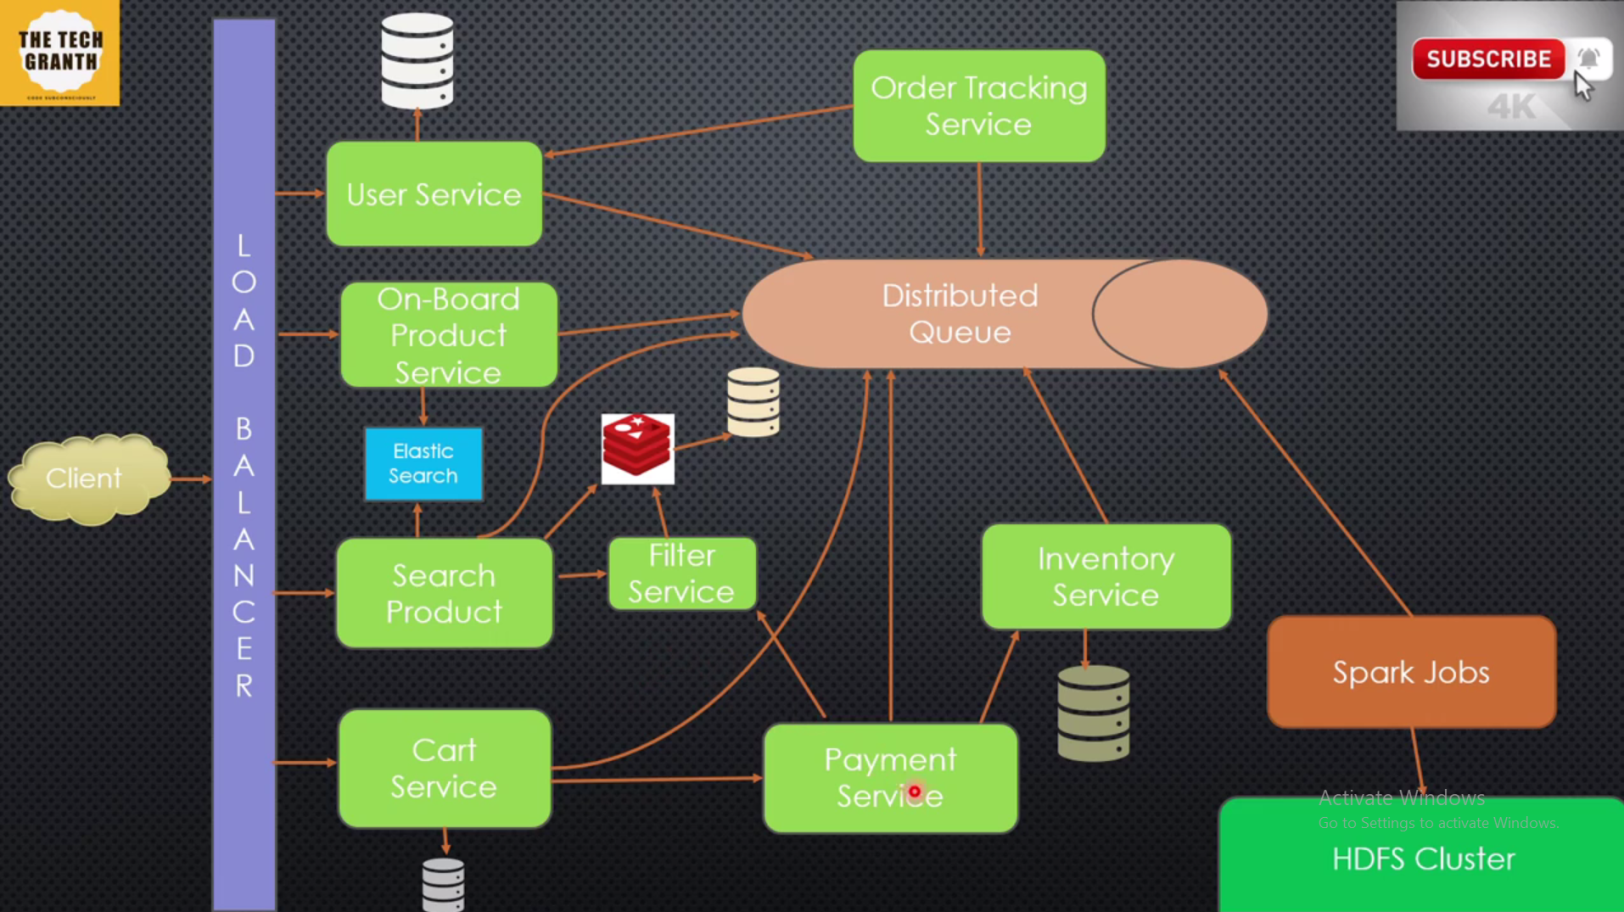 THE TECH
GRANTH
CODE SUBCONSCIOUSLY
SUBSCRIBE
4K
Order Tracking
Service
User Service
L
O
A
D
B
A
L
A
N
C
E
R
On-Board
Product
Service
Distributed
Queue
Elastic
Search
Client
Search
Product
Filter
Service
Inventory
Service
Spark Jobs
Cart
Service
Payment
Service
Activate Windows
Go to Settings to activate Windows.
HDFS Cluster